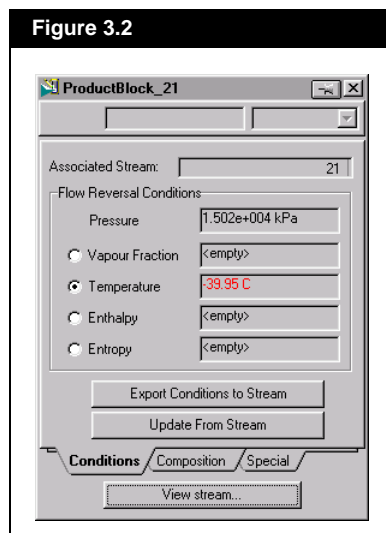 Figure 3.2
ProductBlock_21
Associated Stream: 21
Flow Reversal Conditions
Pressure 1.502e+004 kPa
Vapour Fraction <empty>
Temperature -39.95 C
Enthalpy <empty>
Entropy <empty>
Export Conditions to Stream
Update From Stream
Conditions Composition Special
View stream...